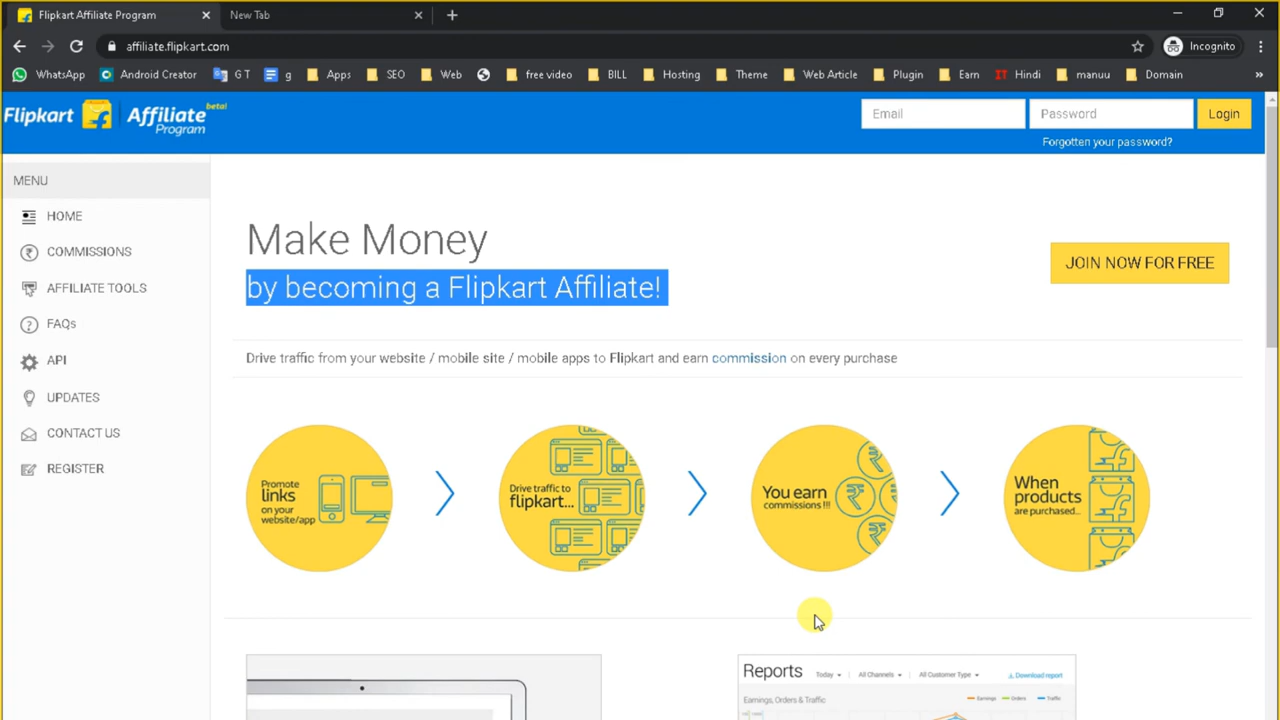 Flipkart Affiliate Program
New Tab
affiliate.flipkart.com
Incognito
WhatsApp
Android Creator
G T
g
Apps
SEO
Web
free video
BILL
Hosting
Theme
Web Article
Plugin
Earn
Hindi
manuu
Domain
Flipkart
Affiliate beta!
Program
Email
Password
Login
Forgotten your password?
MENU
HOME
COMMISSIONS
AFFILIATE TOOLS
FAQs
API
UPDATES
CONTACT US
REGISTER
Make Money
by becoming a Flipkart Affiliate!
JOIN NOW FOR FREE
Drive traffic from your website / mobile site / mobile apps to Flipkart and earn commission on every purchase
Promote
links
on your
website/app
Drive traffic to
flipkart...
You earn
commissions !!!
When
products
are purchased...
Reports
Today
All Channels
All Customer Type
Download report
Earnings, Orders & Traffic
Earnings
Orders
Traffic